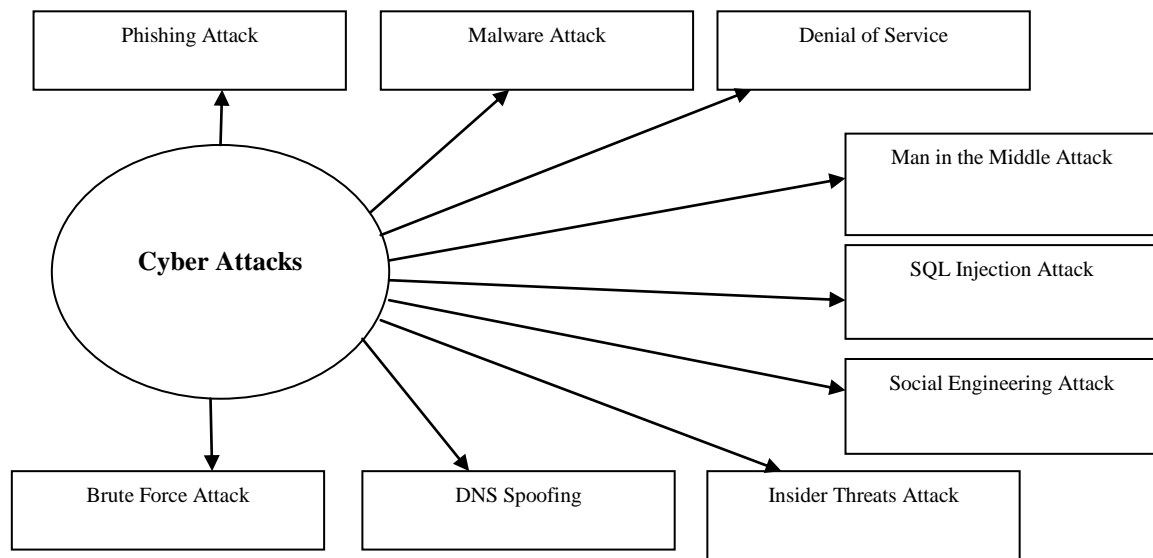 Phishing Attack
Malware Attack
Denial of Service
Man in the Middle Attack
Cyber Attacks
SQL Injection Attack
Social Engineering Attack
Brute Force Attack
DNS Spoofing
Insider Threats Attack